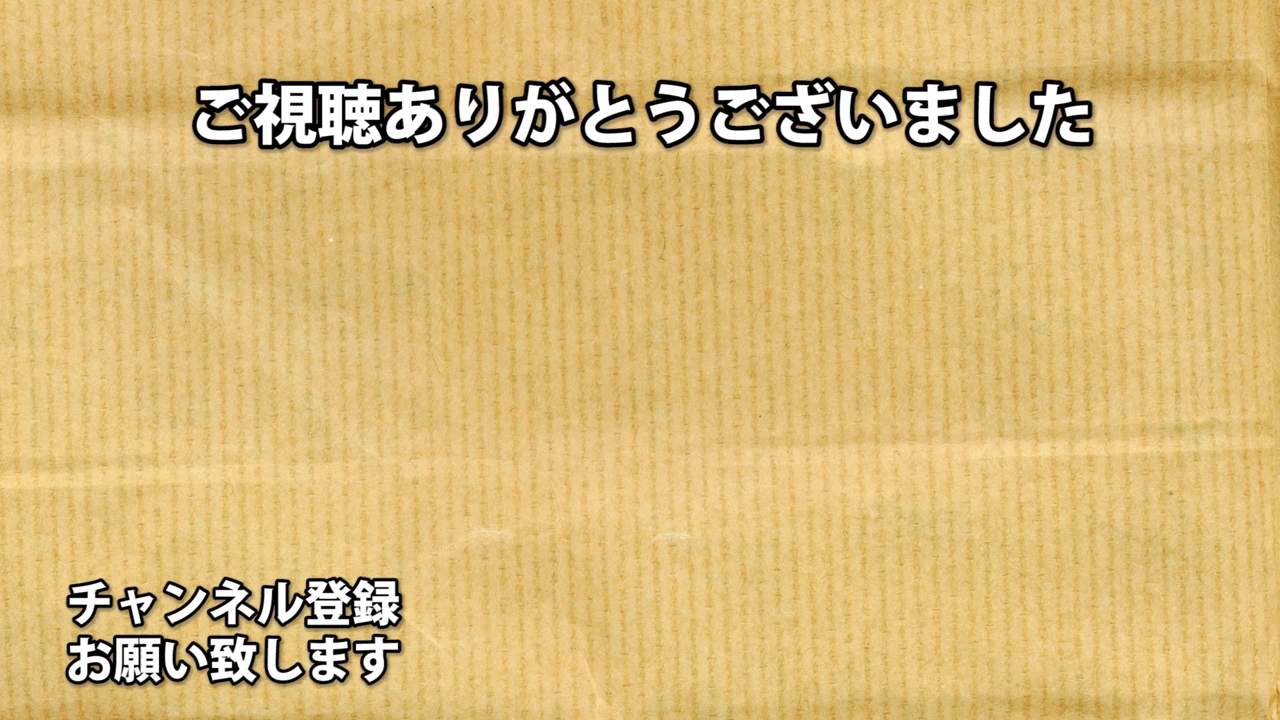 ご視聴ありがとうございました
チャンネル登録
お願い致します